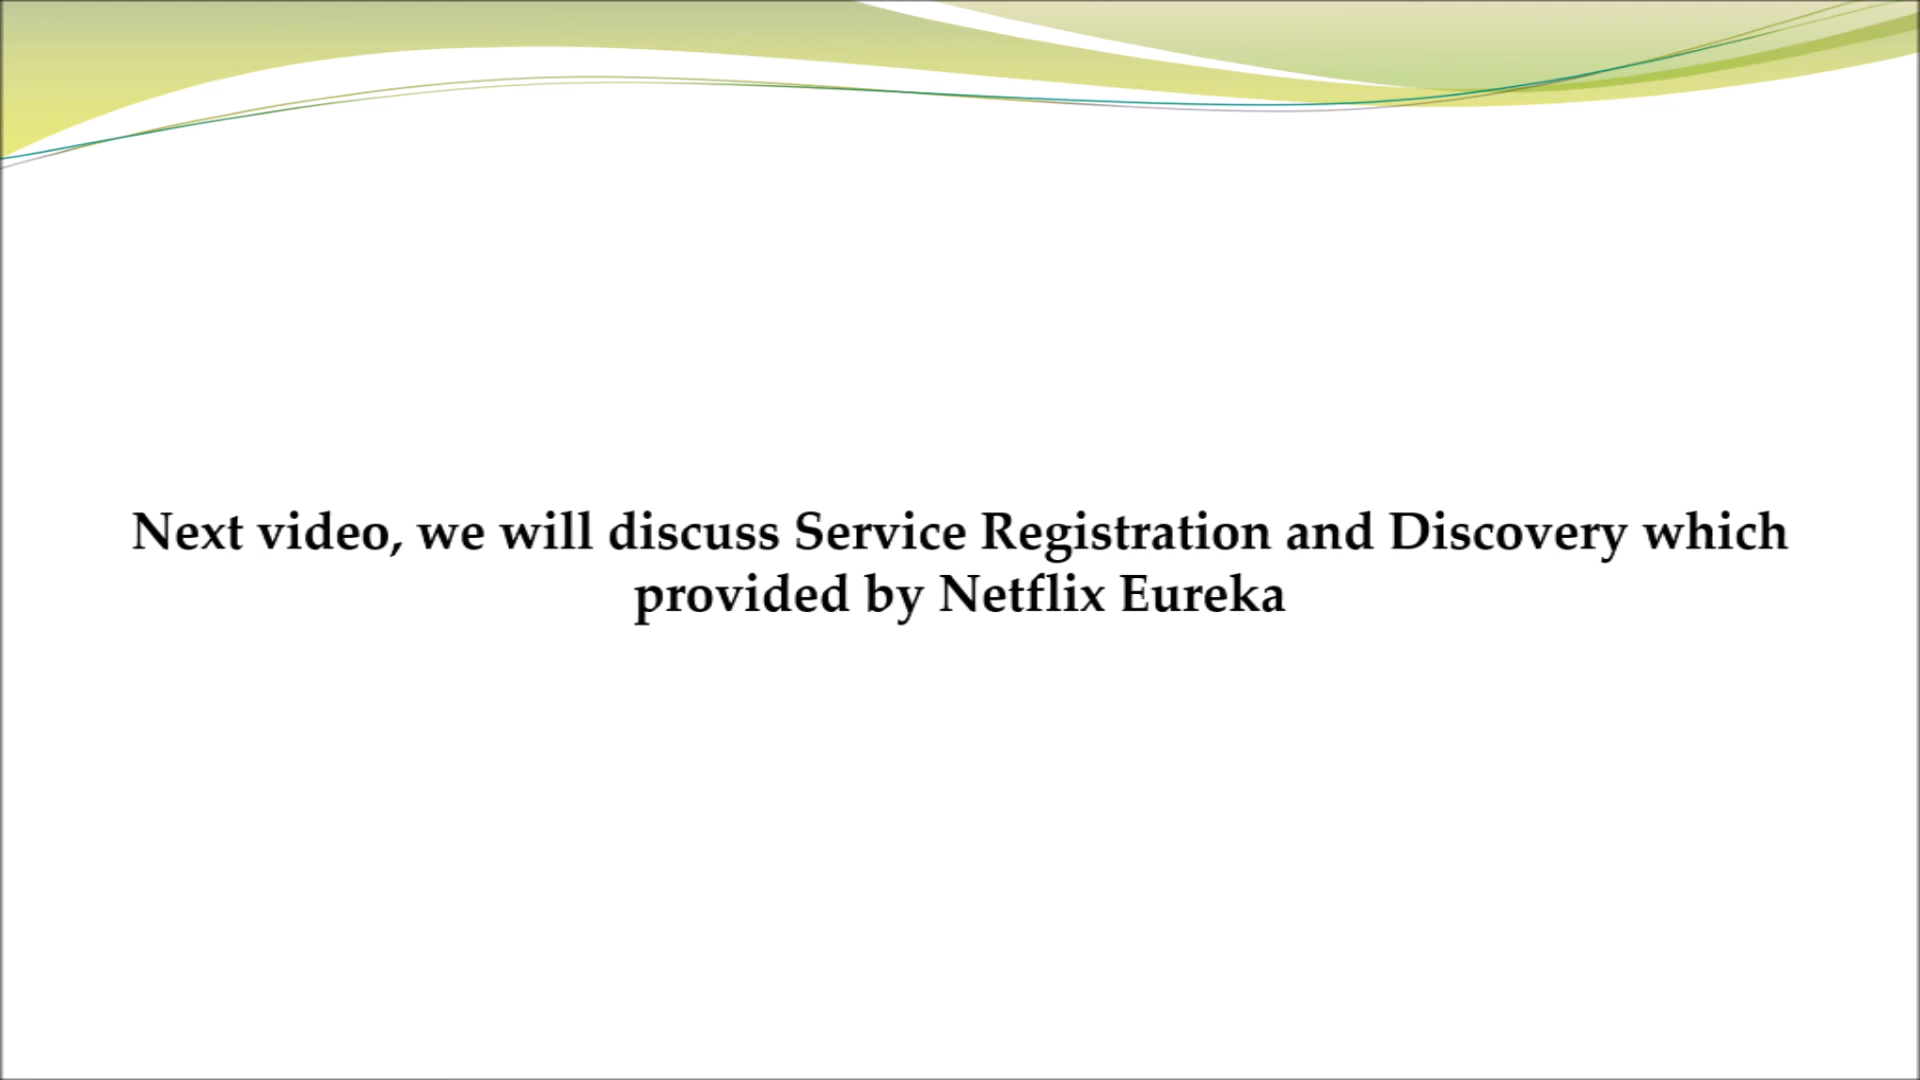 Next video, we will discuss Service Registration and Discovery which
provided by Netflix Eureka